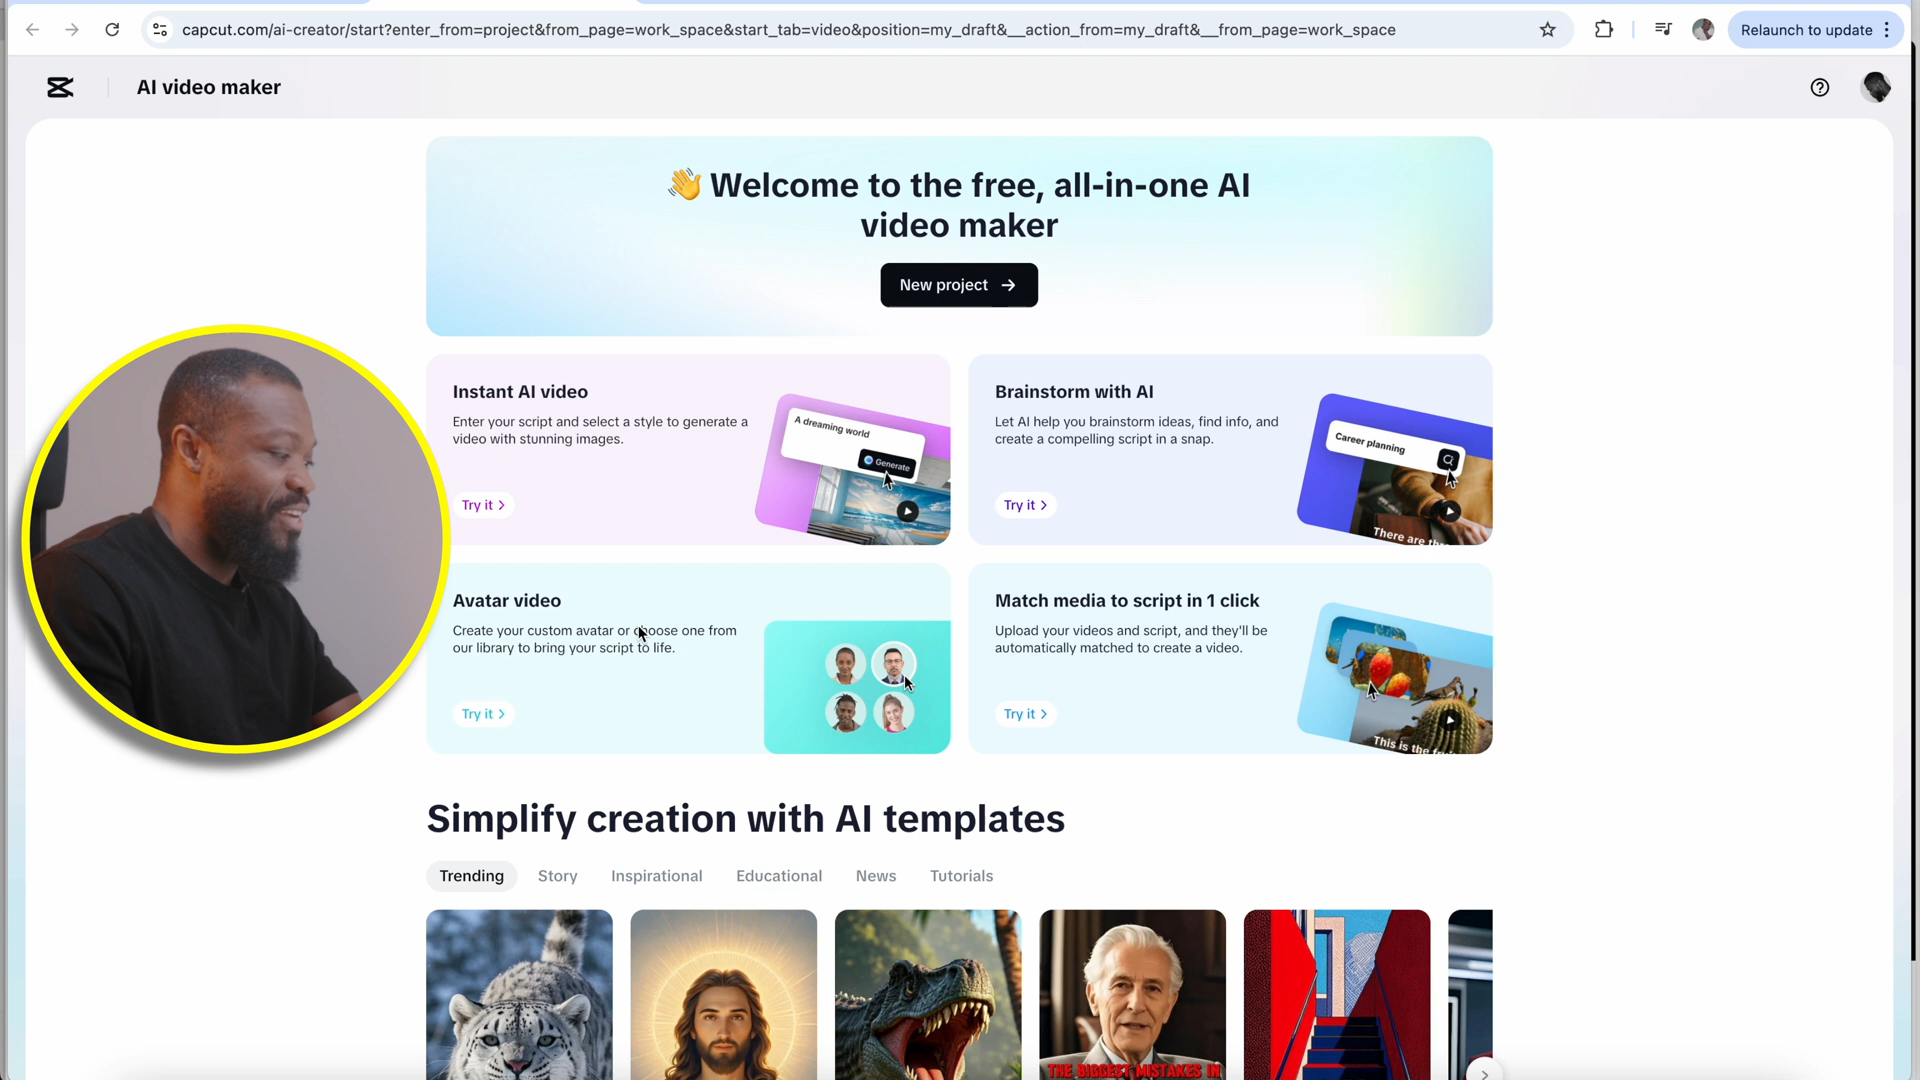 capcut.com/ai-creator/start?enter_from=project&from_page=work_space&start_tab=video&position=my_draft&__action_from=my_draft&__from_page=work_space
Relaunch to update
AI video maker
👋 Welcome to the free, all-in-one AI
video maker
New project →
Instant AI video
Enter your script and select a style to generate a
video with stunning images.
Try it >
A dreaming world
Generate
Brainstorm with AI
Let AI help you brainstorm ideas, find info, and
create a compelling script in a snap.
Try it >
Career planning
There are
Avatar video
Create your custom avatar or choose one from
our library to bring your script to life.
Try it >
Match media to script in 1 click
Upload your videos and script, and they'll be
automatically matched to create a video.
Try it >
This is the
Simplify creation with AI templates
Trending
Story
Inspirational
Educational
News
Tutorials
THE BIGGEST MISTAKES IN